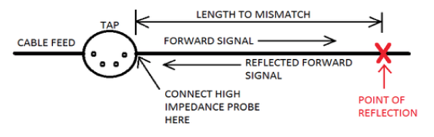 TAP
LENGTH TO MISMATCH
CABLE FEED
FORWARD SIGNAL
REFLECTED FORWARD
SIGNAL
CONNECT HIGH
IMPEDANCE PROBE
HERE
POINT OF
REFLECTION